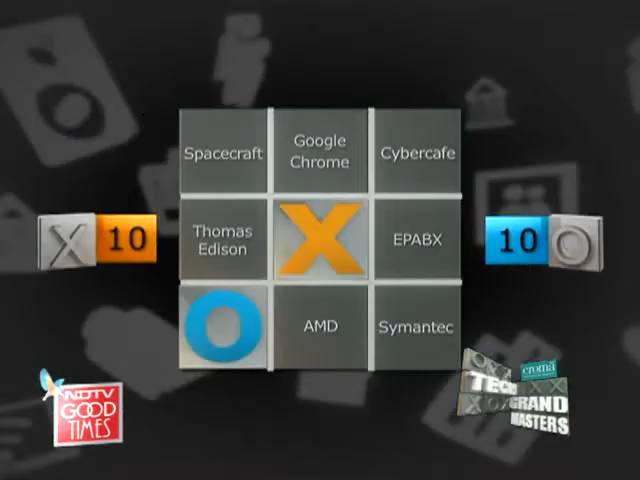 Spacecraft
Google
Chrome
Cybercafe
Thomas
Edison
X
EPABX
X 10
10 O
O
AMD
Symantec
NDTV
GOOD
TIMES
croma
TECH
GRAND
MASTERS